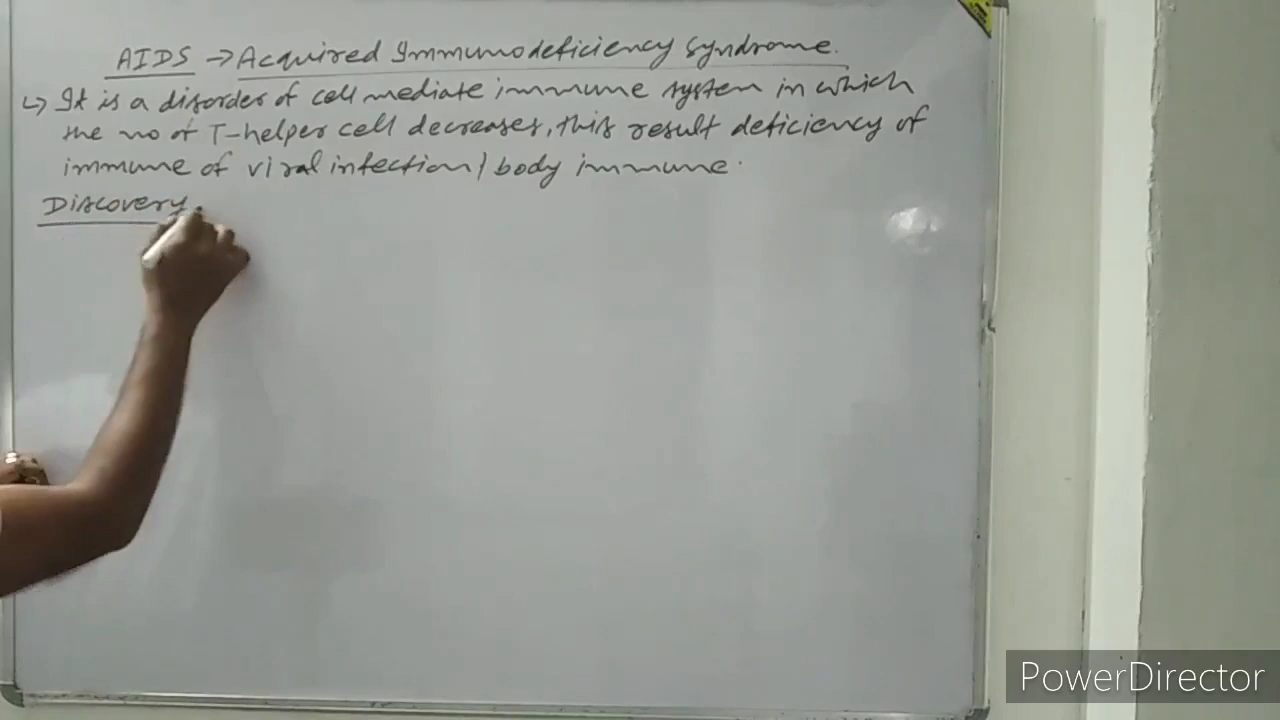 AIDS → Acquired Immunodeficiency Syndrome.
↳ It is a disorder of cell mediate immune system in which
the no of T-helper cell decreases, this result deficiency of
immune of viral infection / body immune.
Discovery
PowerDirector